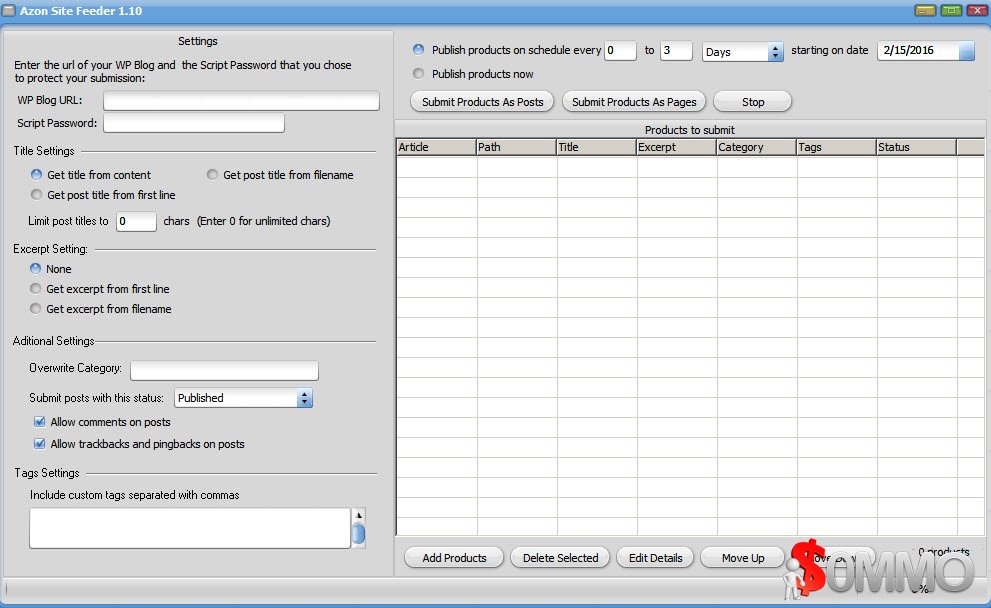 Azon Site Feeder 1.10
Settings
Enter the url of your WP Blog and the Script Password that you chose
to protect your submission:
WP Blog URL:
Script Password:
Title Settings
Get title from content
Get post title from filename
Get post title from first line
Limit post titles to 0 chars (Enter 0 for unlimited chars)
Excerpt Setting:
None
Get excerpt from first line
Get excerpt from filename
Aditional Settings
Overwrite Category:
Submit posts with this status: Published
Allow comments on posts
Allow trackbacks and pingbacks on posts
Tags Settings
Include custom tags separated with commas
Publish products on schedule every 0 to 3 Days starting on date 2/15/2016
Publish products now
Submit Products As Posts Submit Products As Pages Stop
Products to submit
Article Path Title Excerpt Category Tags Status
Add Products Delete Selected Edit Details Move Up
0 products
$OMMO
0%